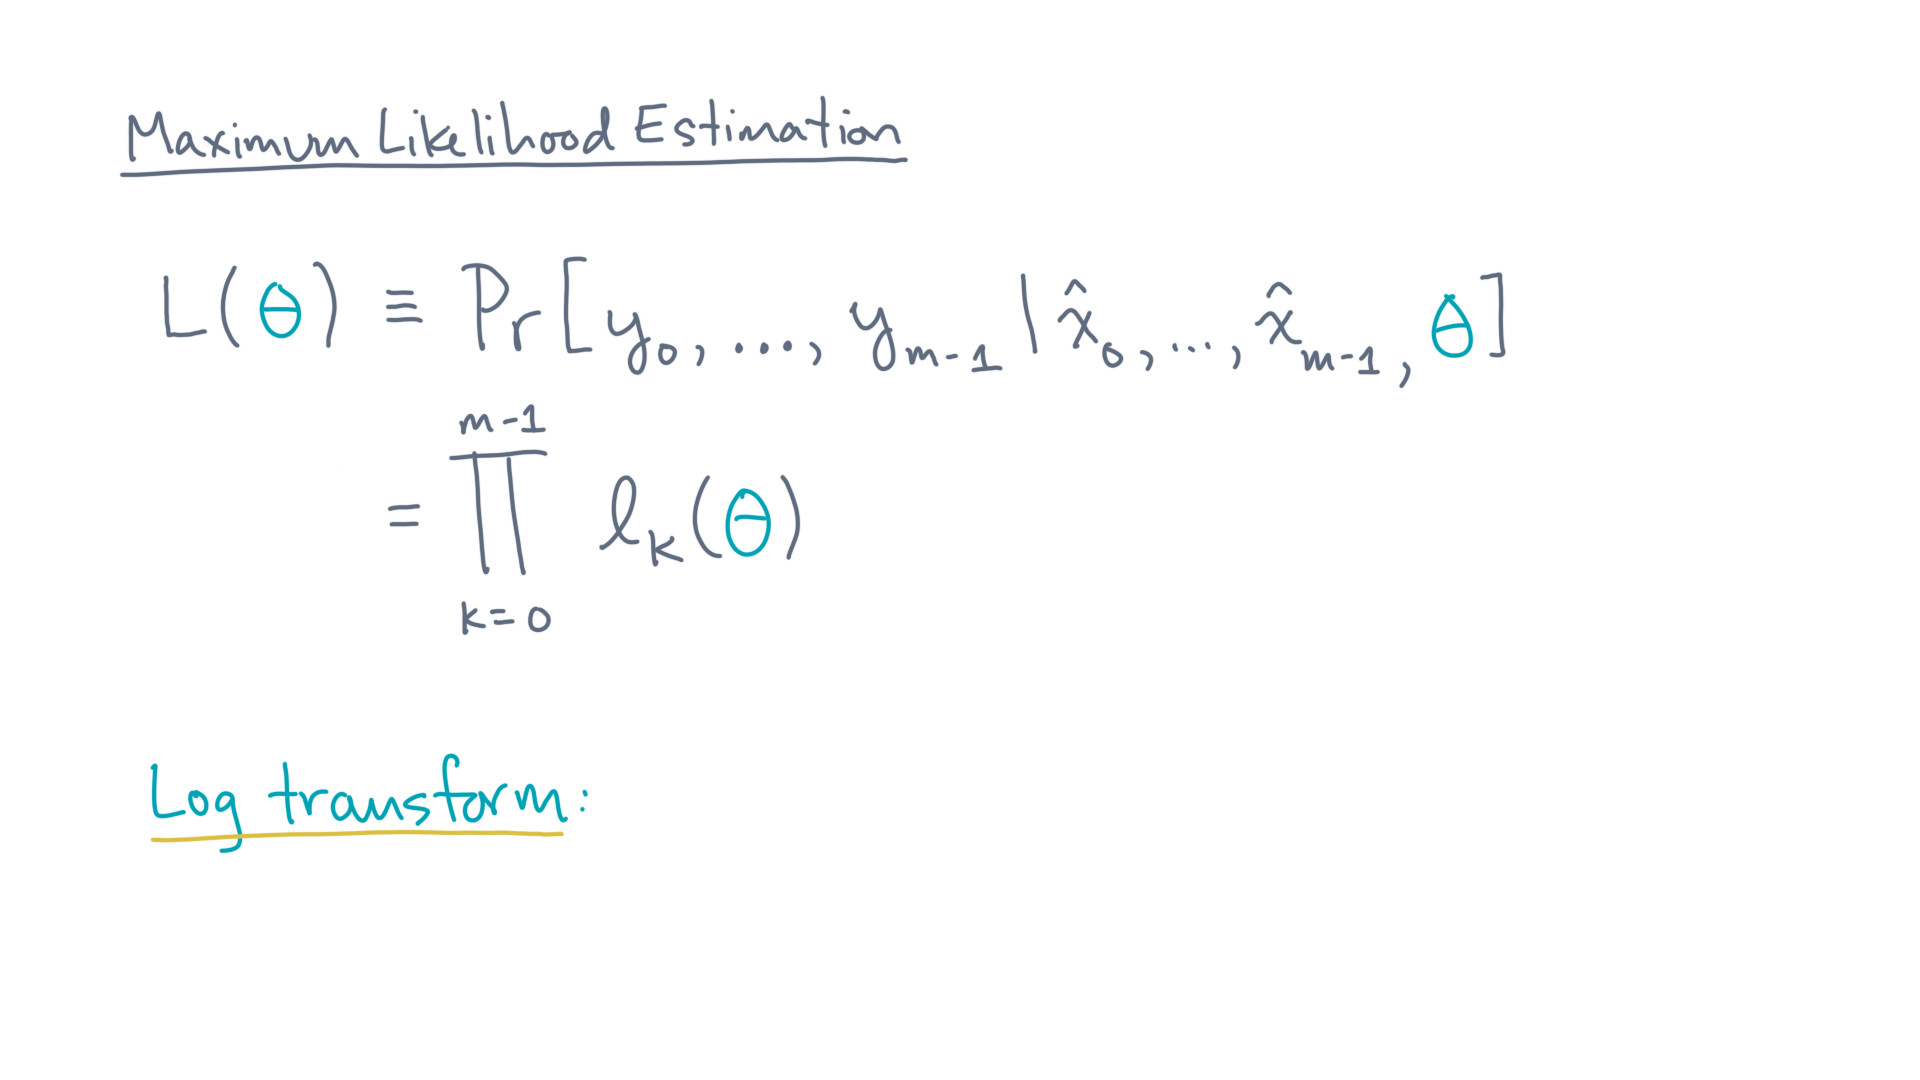 Maximum Likelihood Estimation
L(θ) ≡ Pr[y₀, ..., yₘ₋₁ | x̂₀, ..., x̂ₘ₋₁, θ]
m-1
= ∏ ℓₖ(θ)
k=0
Log transform: